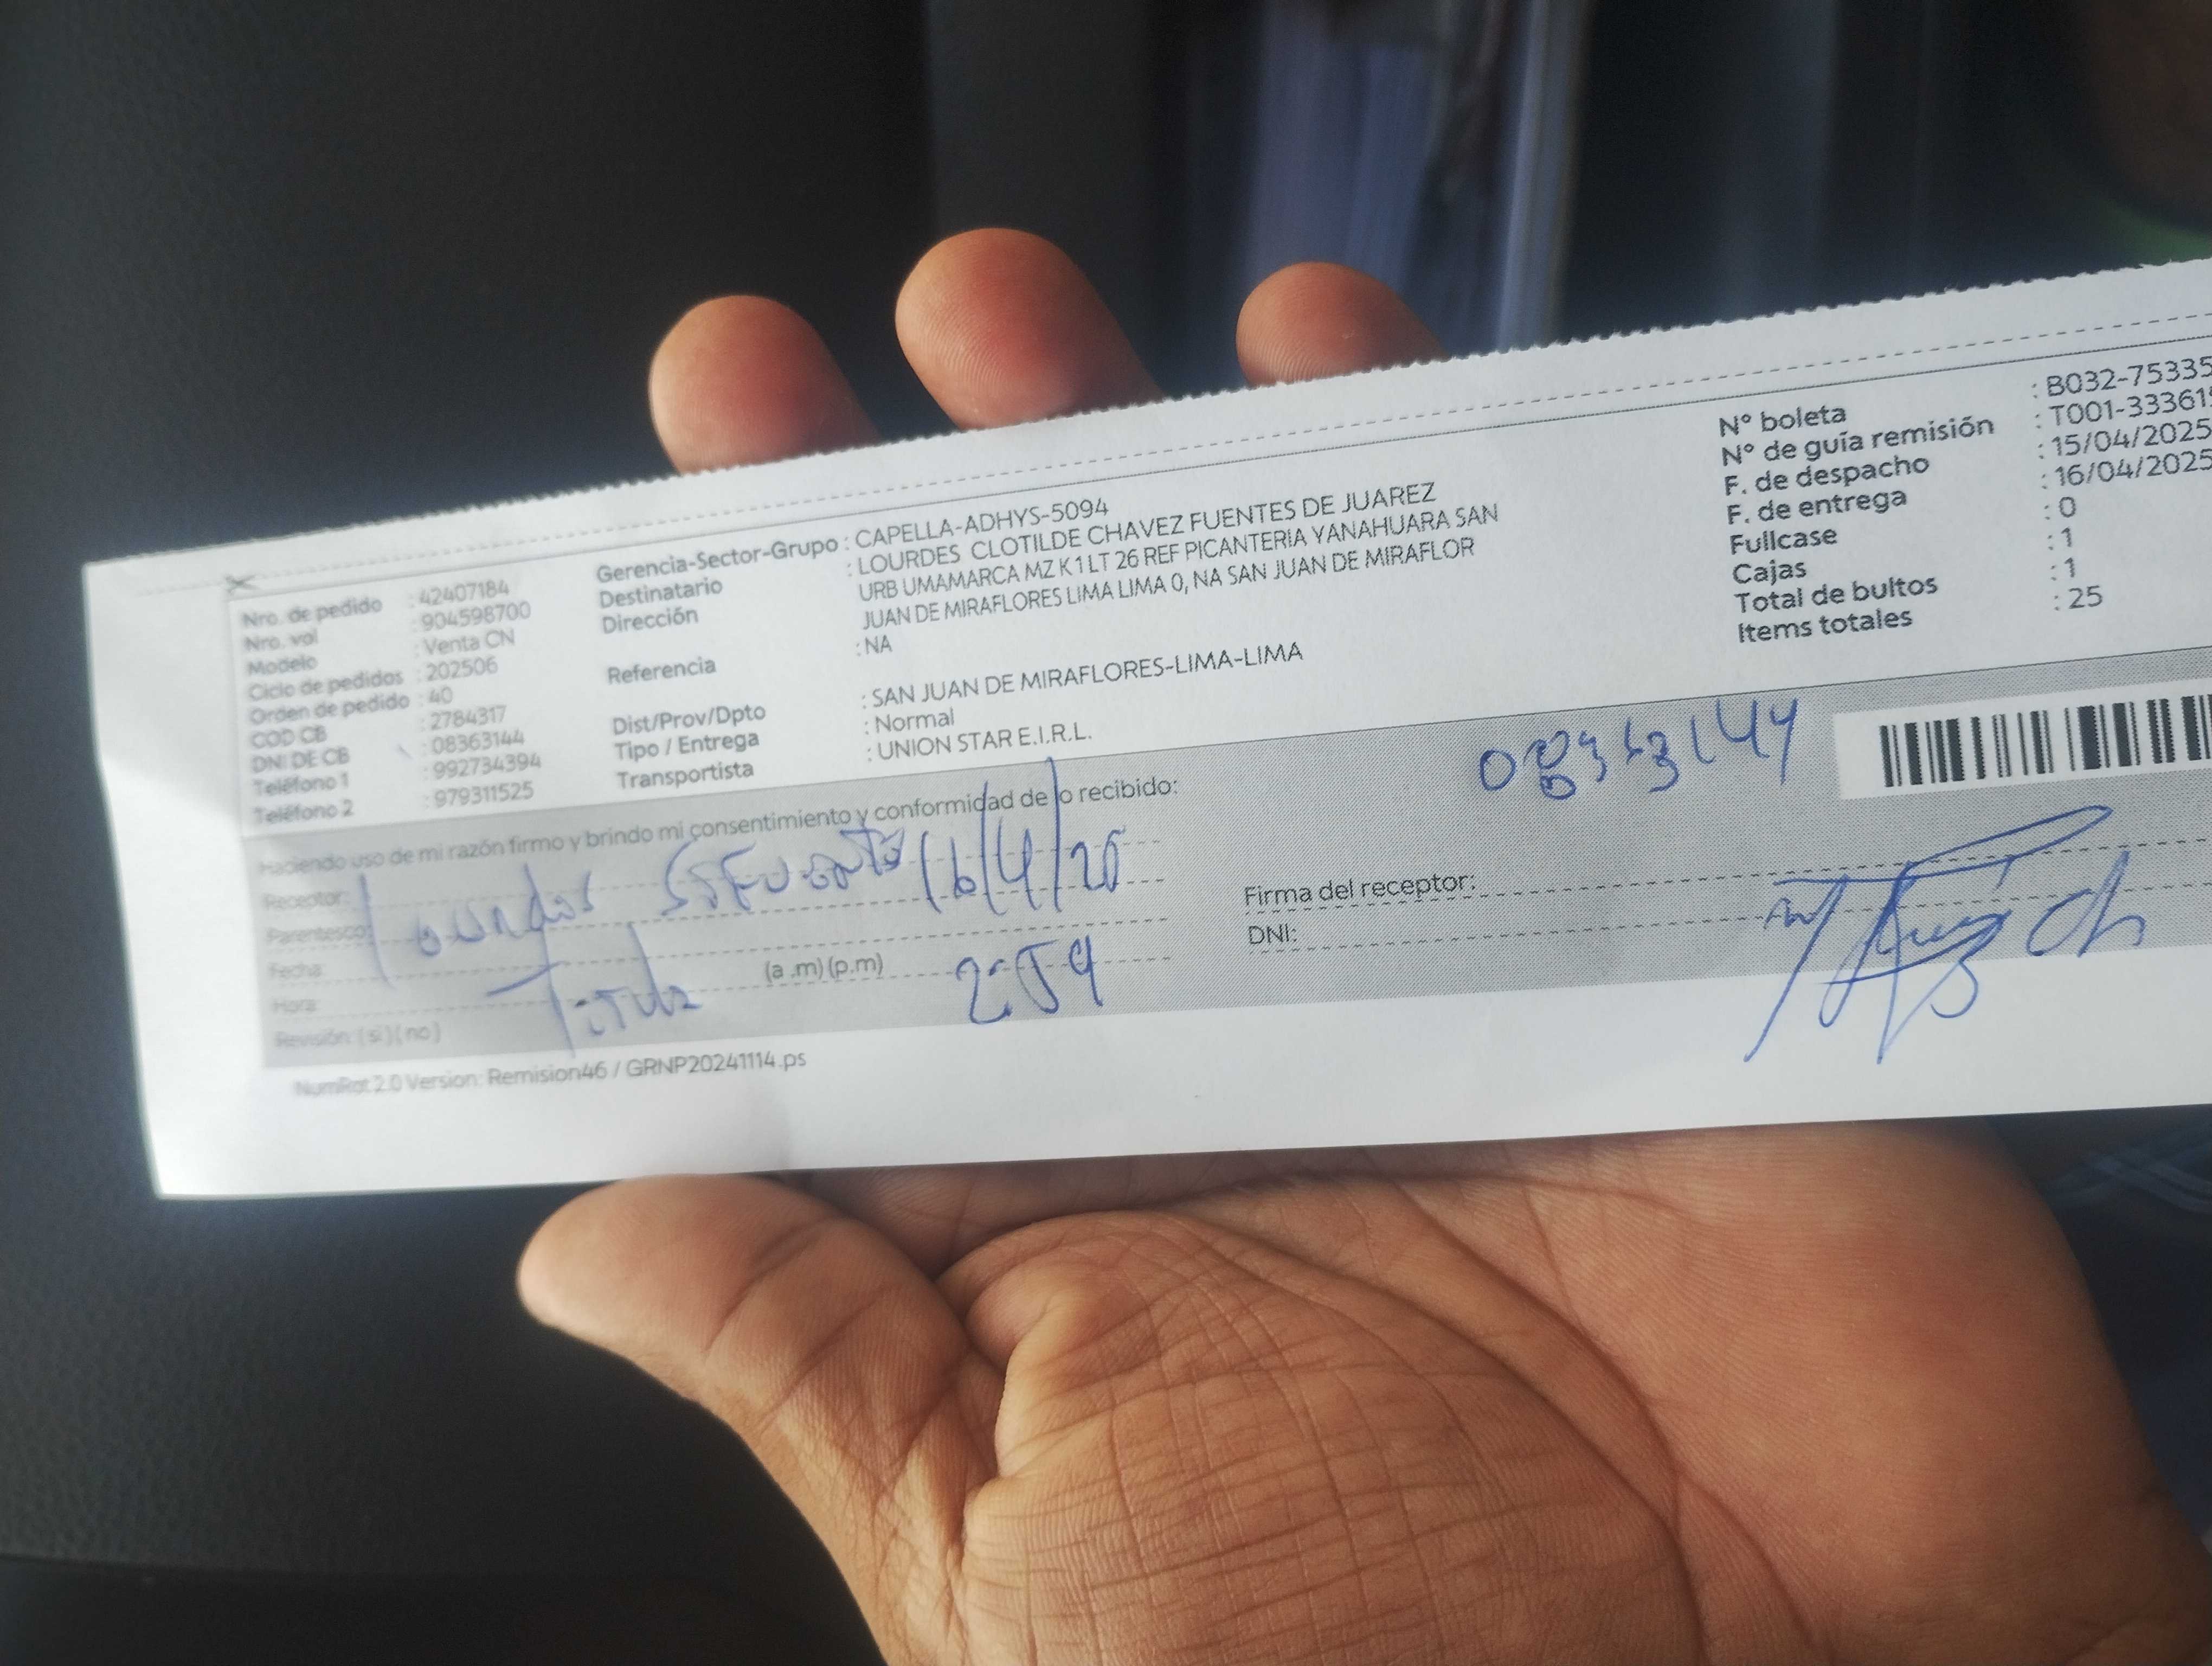 Nro. de pedido : 42407184
Nro. vol : 904598700
Modelo : Venta CN
Ciclo de pedidos : 202506
Orden de pedido : 40
COD CB : 2784317
DNI DE CB : 08363144
Teléfono 1 : 992734394
Teléfono 2 : 979311525
Gerencia-Sector-Grupo : CAPELLA-ADHYS-5094
Destinatario : LOURDES CLOTILDE CHAVEZ FUENTES DE JUAREZ
Dirección URB UMAMARCA MZ K 1 LT 26 REF PICANTERIA YANAHUARA SAN
JUAN DE MIRAFLORES LIMA LIMA 0, NA SAN JUAN DE MIRAFLOR
Referencia : NA
Dist/Prov/Dpto : SAN JUAN DE MIRAFLORES-LIMA-LIMA
Tipo / Entrega : Normal
Transportista : UNION STAR E.I.R.L.
N° boleta : B032-75335
N° de guía remisión : T001-33361
F. de despacho : 15/04/2025
F. de entrega : 16/04/2025
Fullcase : 0
Cajas : 1
Total de bultos : 1
Items totales : 25
Haciendo uso de mi razón firmo y brindo mi consentimiento y conformidad de lo recibido:
Receptor:
Parentesco:
Fecha:
Hora: (a .m) (p.m)
Revisión: ( si ) ( no )
Lourdes
16/4/25
Titular
2:59
08363144
Firma del receptor:
DNI:
NumRot 2.0 Version: Remision46 / GRNP20241114.ps